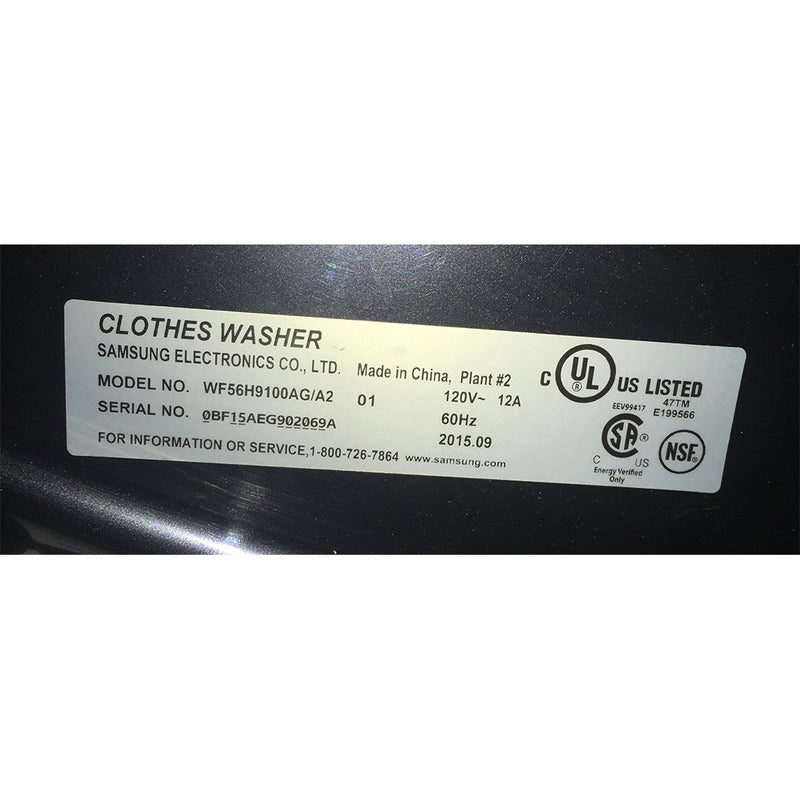 CLOTHES WASHER
SAMSUNG ELECTRONICS CO., LTD. Made in China, Plant #2
MODEL NO. WF56H9100AG/A2 01 120V~ 12A
SERIAL NO. 0BF15AEG902069A 60Hz
2015.09
FOR INFORMATION OR SERVICE,1-800-726-7864 www.samsung.com
C UL US LISTED
® 
EEV99417 47TM
E199566
SA ®
C US
Energy Verified
Only
NSF®